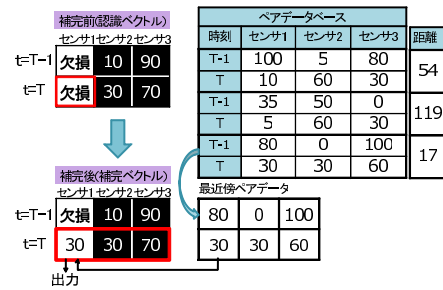 補完前(認識ベクトル)
センサ1 センサ2 センサ3
t=T-1 欠損 10 90
t=T 欠損 30 70
ペアデータベース
時刻 センサ1 センサ2 センサ3 距離
T-1 100 5 80
T 10 60 30
54
T-1 35 50 0
T 5 60 30
119
T-1 80 0 100
T 30 30 60
17
補完後(補完ベクトル)
センサ1 センサ2 センサ3
t=T-1 欠損 10 90
t=T 30 30 70
出力
最近傍ペアデータ
80 0 100
30 30 60